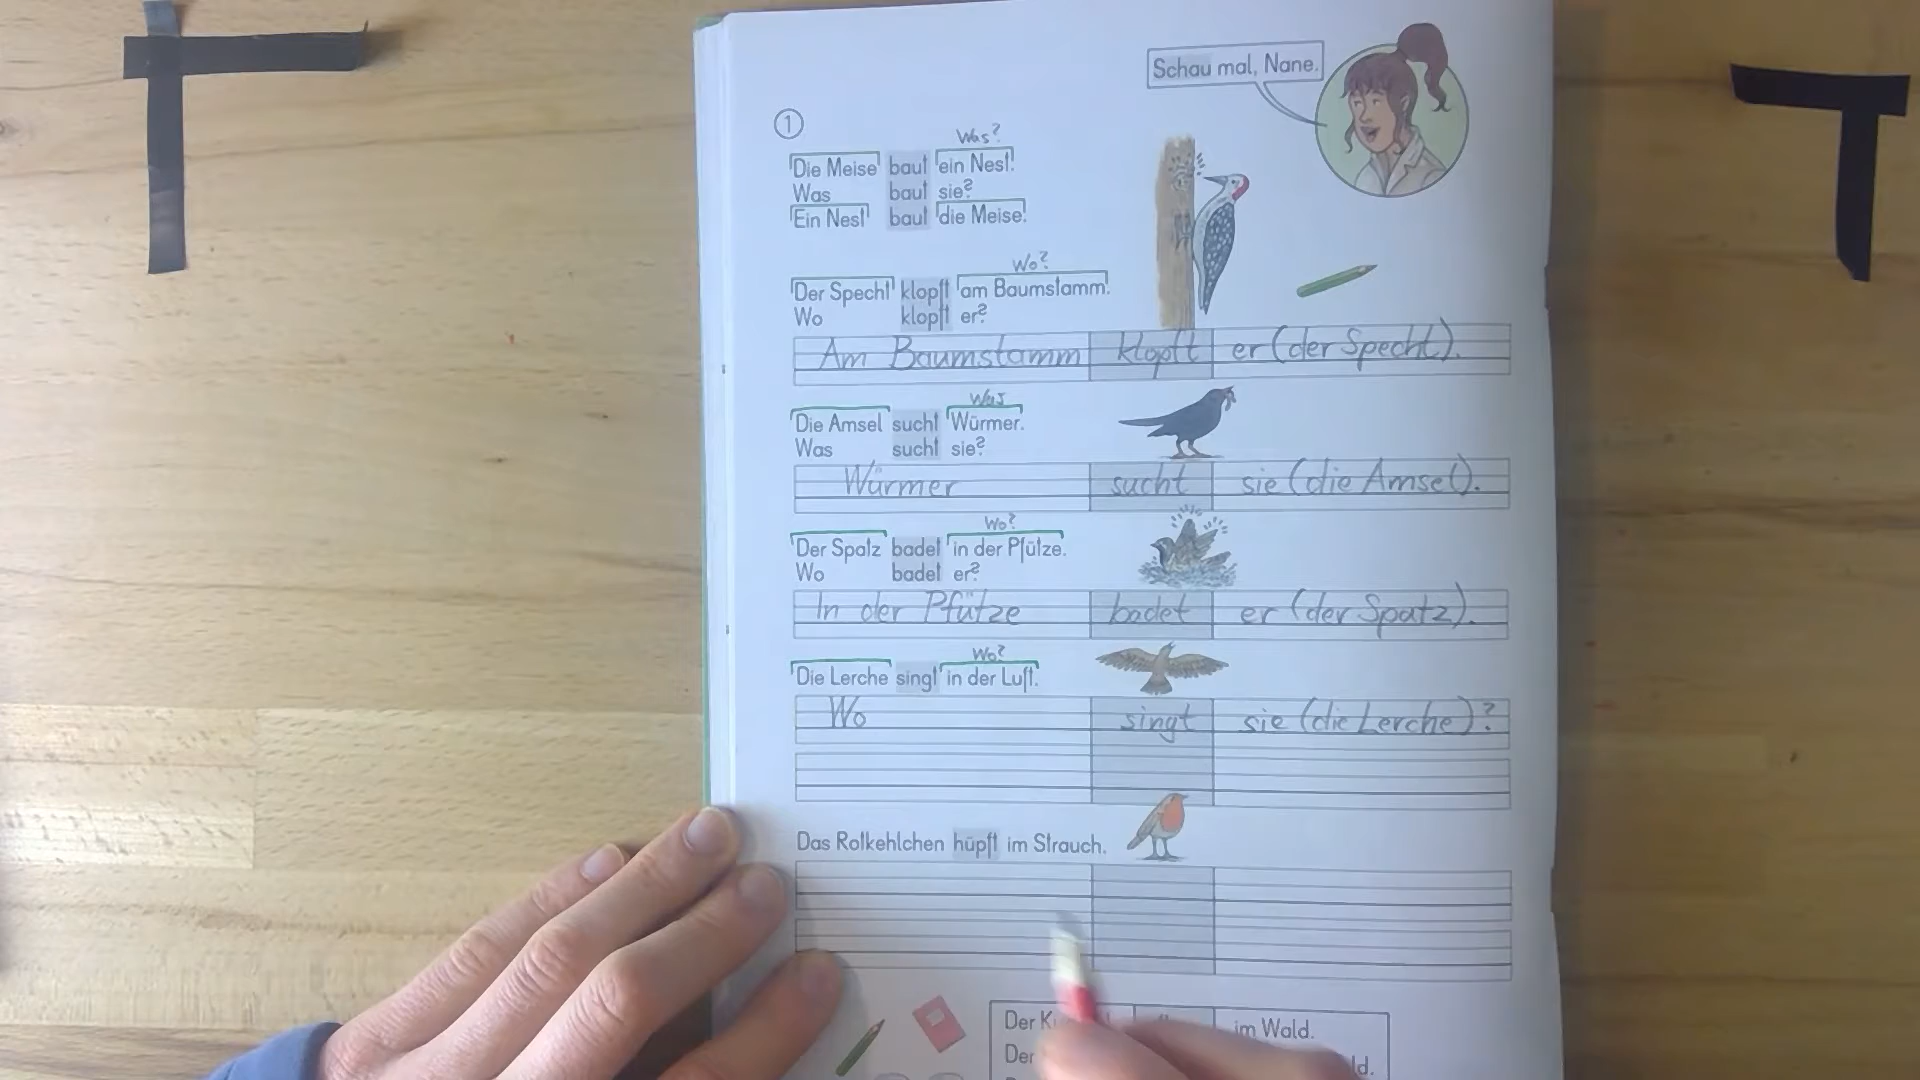 Schau mal, Nane.
1
Was?
Die Meise baut ein Nest.
Was baut sie?
Ein Nest baut die Meise.
Wo?
Der Specht klopft am Baumstamm.
Wo klopft er?
Am Baumstamm klopft er (der Specht).
Was
Die Amsel sucht Würmer.
Was sucht sie?
Würmer sucht sie (die Amsel).
Wo?
Der Spatz badet in der Pfütze.
Wo badet er?
In der Pfütze badet er (der Spatz).
Wo?
Die Lerche singt in der Luft.
Wo singt sie (die Lerche)?
Das Rotkehlchen hüpft im Strauch.
Der im Wald.
Der